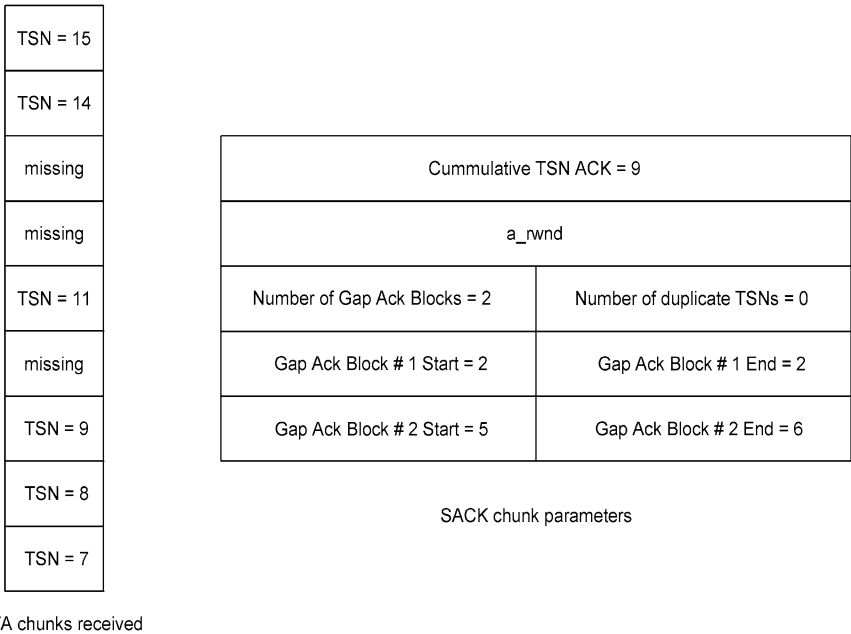 TSN = 15
TSN = 14
missing
missing
TSN = 11
missing
TSN = 9
TSN = 8
TSN = 7
A chunks received
Cummulative TSN ACK = 9
a_rwnd
Number of Gap Ack Blocks = 2
Number of duplicate TSNs = 0
Gap Ack Block # 1 Start = 2
Gap Ack Block # 1 End = 2
Gap Ack Block # 2 Start = 5
Gap Ack Block # 2 End = 6
SACK chunk parameters